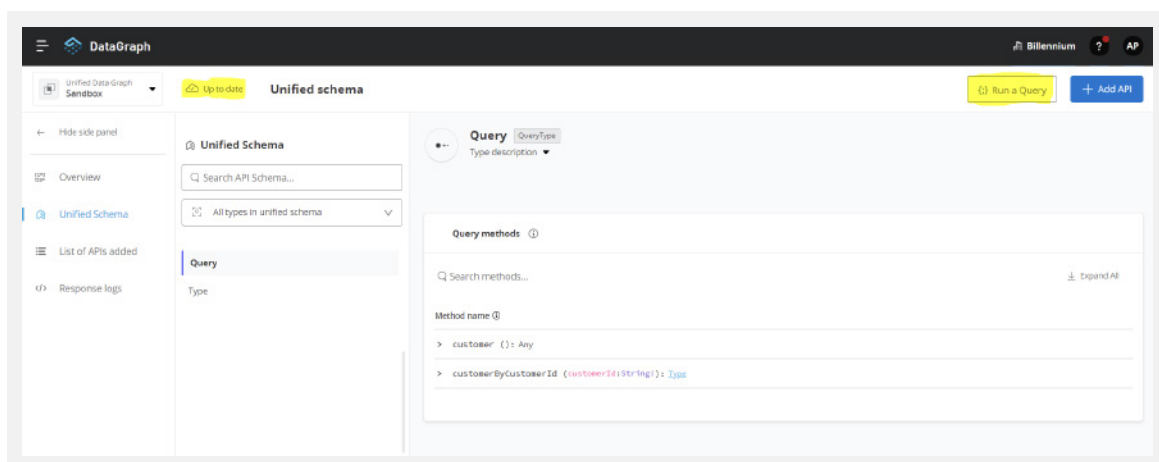 DataGraph
Billennium
?
AP
Unified Data Graph
Sandbox
Up to date
Unified schema
{;} Run a Query
+ Add API
← Hide side panel
Overview
Unified Schema
List of APIs added
</> Response logs
Unified Schema
Search API Schema...
All types in unified schema
Query
Type
Query QueryType
Type description
Query methods
Search methods...
Expand All
Method name
> customer (): Any
> customerByCustomerId (customerId:String!): Type